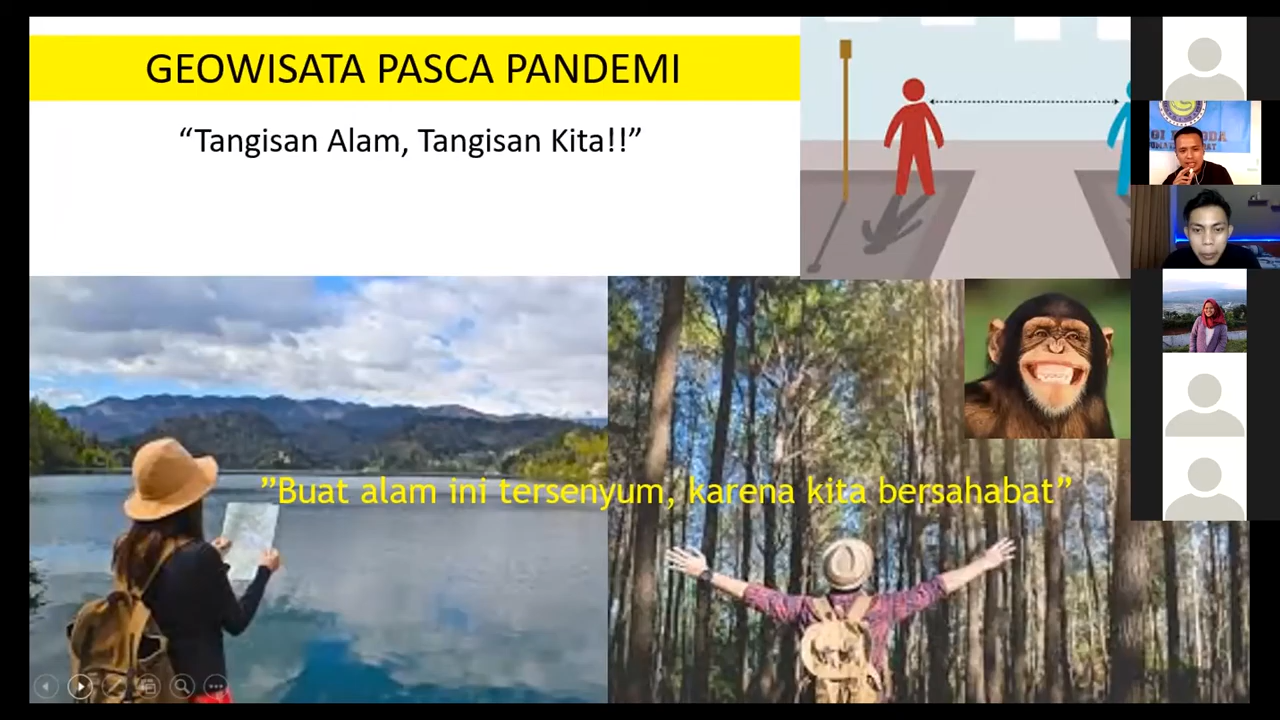 GEOWISATA PASCA PANDEMI
“Tangisan Alam, Tangisan Kita!!”
”Buat alam ini tersenyum, karena kita bersahabat”